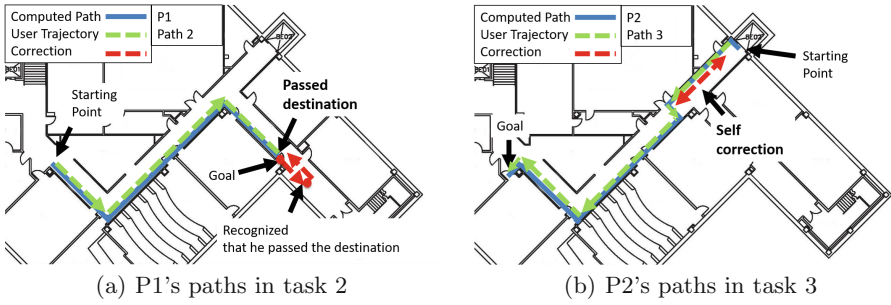 Computed Path P1
User Trajectory Path 2
Correction
Starting
Point
Passed
destination
Goal
Recognized
that he passed the destination
(a) P1's paths in task 2
Computed Path P2
User Trajectory Path 3
Correction
Starting
Point
Goal
Self
correction
(b) P2's paths in task 3